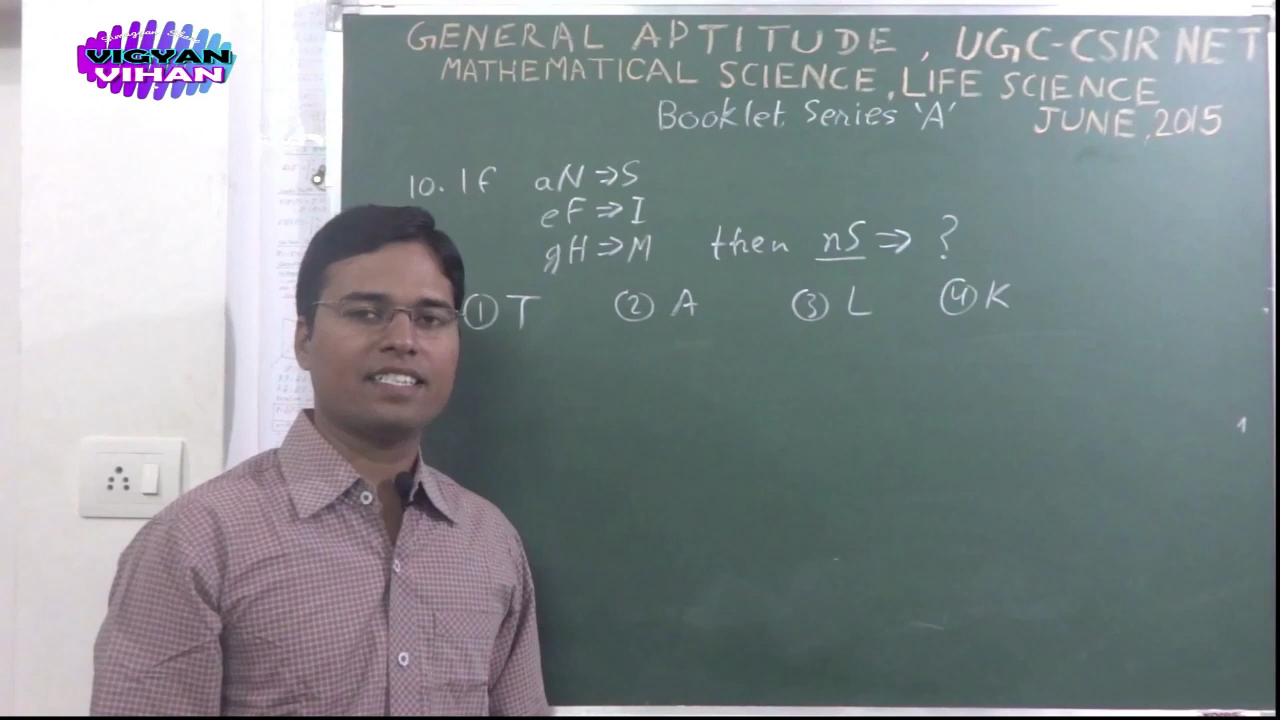 VIGYAN
VIHAN
GENERAL APTITUDE, UGC-CSIR NET
MATHEMATICAL SCIENCE, LIFE SCIENCE
Booklet Series 'A' JUNE, 2015
10. If aN ⇒ S
eF ⇒ I
gH ⇒ M then nS ⇒ ?
① T ② A ③ L ④ K